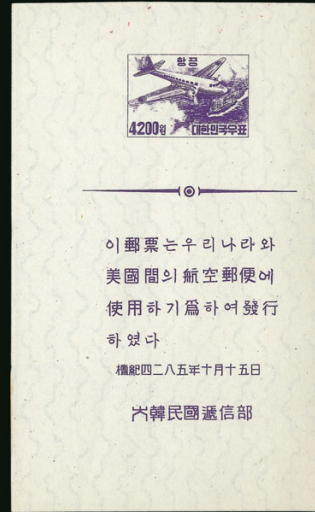 항공
4200원 대한민국우표
이郵票는우리나라와
美國間의航空郵便에
使用하기爲하여發行
하였다
檀紀四二八五年十月十五日
大韓民國遞信部